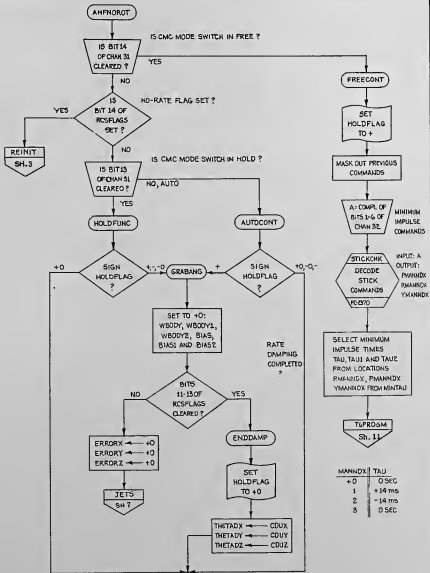 AHFNOROT
IS CMC MODE SWITCH IN FREE ?
IS BIT 14
OF CHAN 31
CLEARED ?
YES
NO
FREECONT
NO-RATE FLAG SET ?
YES
IS
BIT 14 OF
RCSFLAGS
SET ?
SET
HOLDFLAG
TO +
REINIT
SH.3
NO
IS CMC MODE SWITCH IN HOLD ?
MASK OUT PREVIOUS
COMMANDS
IS BIT13
OF CHAN 31
CLEARED ?
NO, AUTO
YES
A=COMPL OF
BITS 1-6 OF
CHAN 32
MINIMUM
IMPULSE
COMMANDS
HOLDFUNC
AUTOCONT
STICKCHK
DECODE
STICK
COMMANDS
FC-2370
INPUT: A
OUTPUT:
PMANNDX
RMANNDX
YMANNDX
+0
SIGN
HOLDFLAG
?
+,-,-0
GRABANG
+
SIGN
HOLDFLAG
?
+0,-0,-
SET TO +0:
WBODY, WBODY1,
WBODY2, BIAS,
BIAS1 AND BIAS2
SELECT MINIMUM
IMPULSE TIMES
TAU, TAU1 AND TAU2
FROM LOCATIONS
RMANNDX, PMANNDX
YMANNDX FROM MINTAU
RATE
DAMPING
COMPLETED
?
BITS
11-13 OF
RCSFLAGS
CLEARED ?
NO
YES
T6PROGM
Sh. 11
ENDDAMP
ERRORX ← +0
ERRORY ← +0
ERRORZ ← +0
SET
HOLDFLAG
TO +0
JETS
SH 7
MANNDX TAU
+0 0 SEC
1 +14 ms
2 -14 ms
3 0 SEC
THETADX ← CDUX
THETADY ← CDUY
THETADZ ← CDUZ